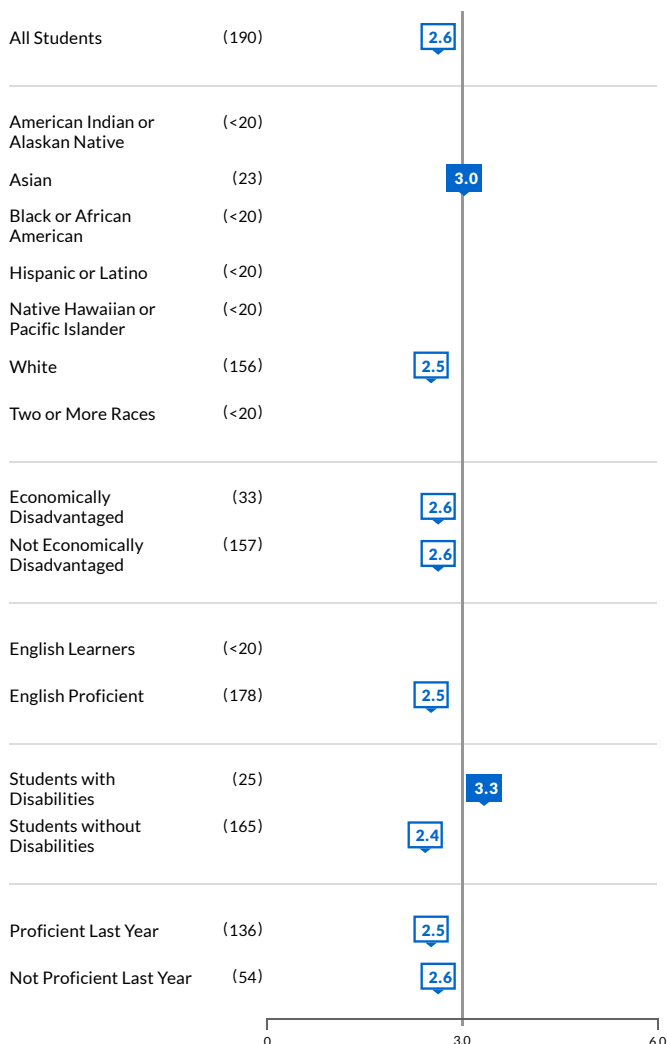 All Students (190) 2.6
American Indian or (<20)
Alaskan Native
Asian (23) 3.0
Black or African (<20)
American
Hispanic or Latino (<20)
Native Hawaiian or (<20)
Pacific Islander
White (156) 2.5
Two or More Races (<20)
Economically (33) 2.6
Disadvantaged
Not Economically (157) 2.6
Disadvantaged
English Learners (<20)
English Proficient (178) 2.5
Students with (25) 3.3
Disabilities
Students without (165) 2.4
Disabilities
Proficient Last Year (136) 2.5
Not Proficient Last Year (54) 2.6
0 3.0 6.0